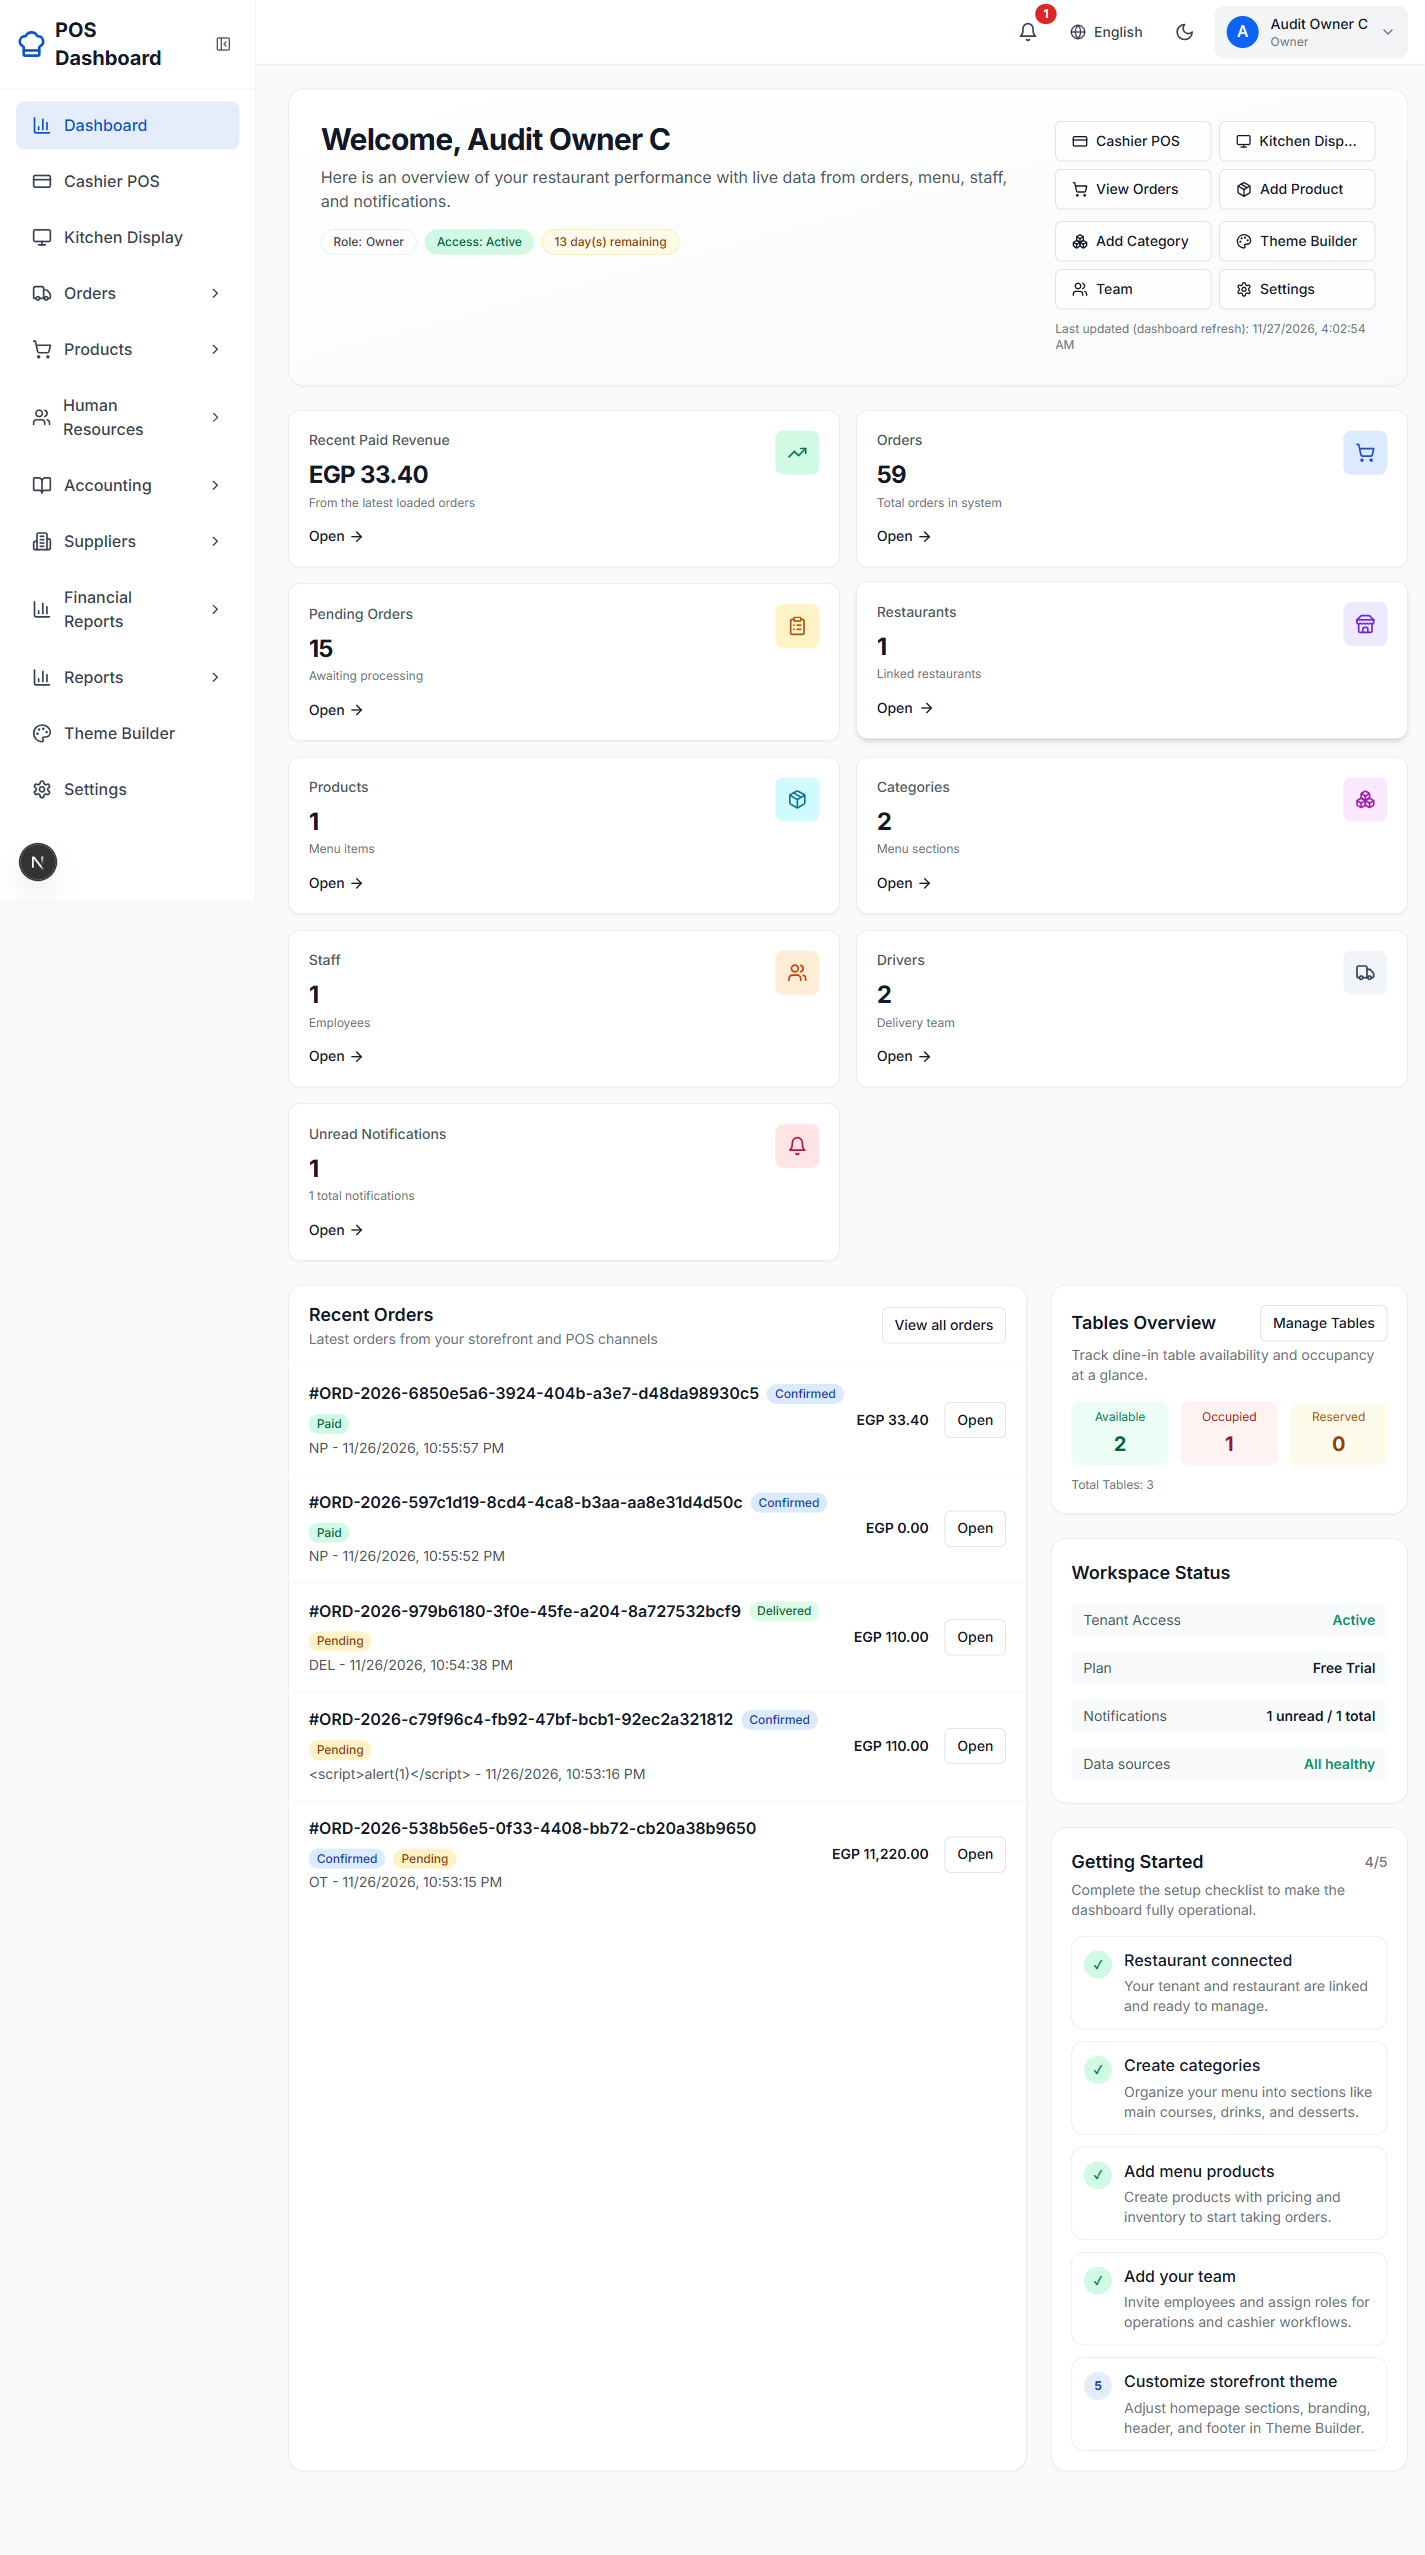 POS
Dashboard
1
English
A
Audit Owner C
Owner
Dashboard
Cashier POS
Kitchen Display
Orders
Products
Human
Resources
Accounting
Suppliers
Financial
Reports
Reports
Theme Builder
Settings
N
Welcome, Audit Owner C
Here is an overview of your restaurant performance with live data from orders, menu, staff,
and notifications.
Role: Owner
Access: Active
13 day(s) remaining
Cashier POS
Kitchen Disp...
View Orders
Add Product
Add Category
Theme Builder
Team
Settings
Last updated (dashboard refresh): 11/27/2026, 4:02:54
AM
Recent Paid Revenue
EGP 33.40
From the latest loaded orders
Open
Orders
59
Total orders in system
Open
Pending Orders
15
Awaiting processing
Open
Restaurants
1
Linked restaurants
Open
Products
1
Menu items
Open
Categories
2
Menu sections
Open
Staff
1
Employees
Open
Drivers
2
Delivery team
Open
Unread Notifications
1
1 total notifications
Open
Recent Orders
Latest orders from your storefront and POS channels
View all orders
#ORD-2026-6850e5a6-3924-404b-a3e7-d48da98930c5 Confirmed
Paid
NP - 11/26/2026, 10:55:57 PM
EGP 33.40
Open
#ORD-2026-597c1d19-8cd4-4ca8-b3aa-aa8e31d4d50c Confirmed
Paid
NP - 11/26/2026, 10:55:52 PM
EGP 0.00
Open
#ORD-2026-979b6180-3f0e-45fe-a204-8a727532bcf9 Delivered
Pending
DEL - 11/26/2026, 10:54:38 PM
EGP 110.00
Open
#ORD-2026-c79f96c4-fb92-47bf-bcb1-92ec2a321812 Confirmed
Pending
<script>alert(1)</script> - 11/26/2026, 10:53:16 PM
EGP 110.00
Open
#ORD-2026-538b56e5-0f33-4408-bb72-cb20a38b9650
Confirmed Pending
OT - 11/26/2026, 10:53:15 PM
EGP 11,220.00
Open
Tables Overview
Manage Tables
Track dine-in table availability and occupancy
at a glance.
Available
2
Occupied
1
Reserved
0
Total Tables: 3
Workspace Status
Tenant Access Active
Plan Free Trial
Notifications 1 unread / 1 total
Data sources All healthy
Getting Started 4/5
Complete the setup checklist to make the
dashboard fully operational.
Restaurant connected
Your tenant and restaurant are linked
and ready to manage.
Create categories
Organize your menu into sections like
main courses, drinks, and desserts.
Add menu products
Create products with pricing and
inventory to start taking orders.
Add your team
Invite employees and assign roles for
operations and cashier workflows.
5
Customize storefront theme
Adjust homepage sections, branding,
header, and footer in Theme Builder.